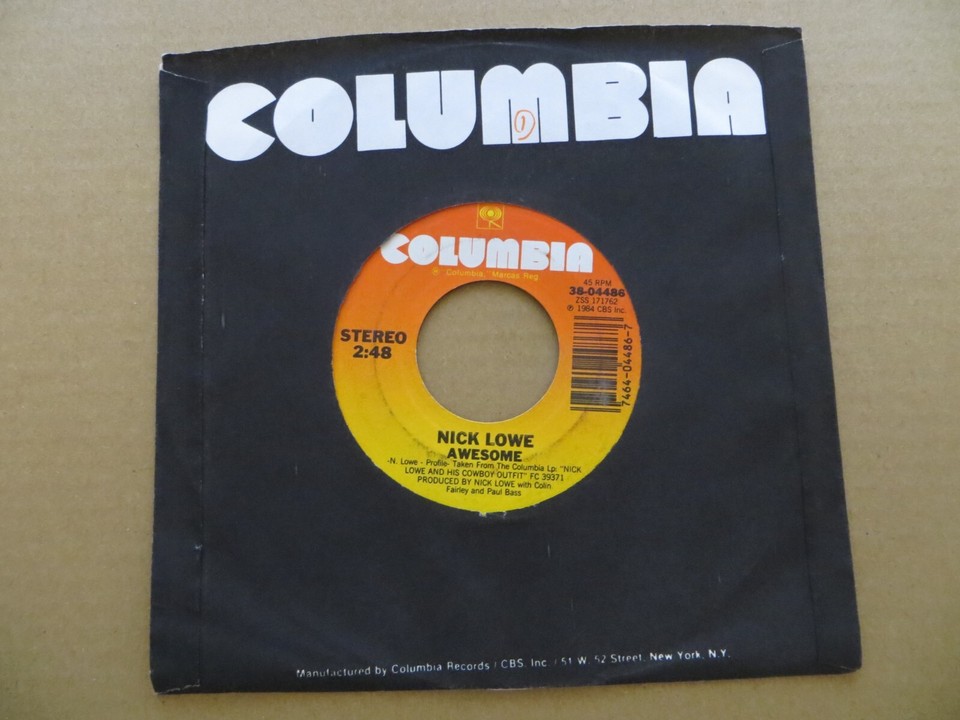 COLUMBIA
1
COLUMBIA
® Columbia, Marcas Reg
45 RPM
38-04486
ZSS 171762
℗ 1984 CBS Inc.
STEREO
2:48
7464-04486-7
NICK LOWE
AWESOME
-N. Lowe - Profile- Taken From The Columbia Lp: "NICK
LOWE AND HIS COWBOY OUTFIT" FC 39371
PRODUCED BY NICK LOWE with Colin
Fairley and Paul Bass
Manufactured by Columbia Records / CBS, Inc. / 51 W. 52 Street, New York, N.Y.